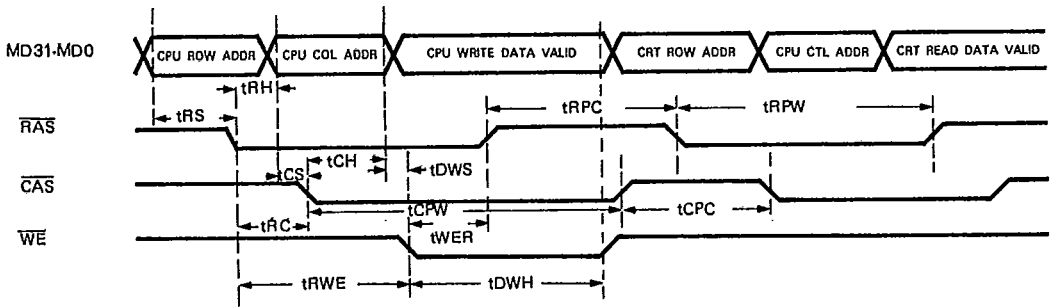 MD31-MD0 CPU ROW ADDR CPU COL ADDR CPU WRITE DATA VALID CRT ROW ADDR CPU CTL ADDR CRT READ DATA VALID
tRH tRPC tRPW
tRS
RAS
tCH
tCS tDWS
CAS
tCPW tCPC
tRC tWER
WE
tRWE tDWH